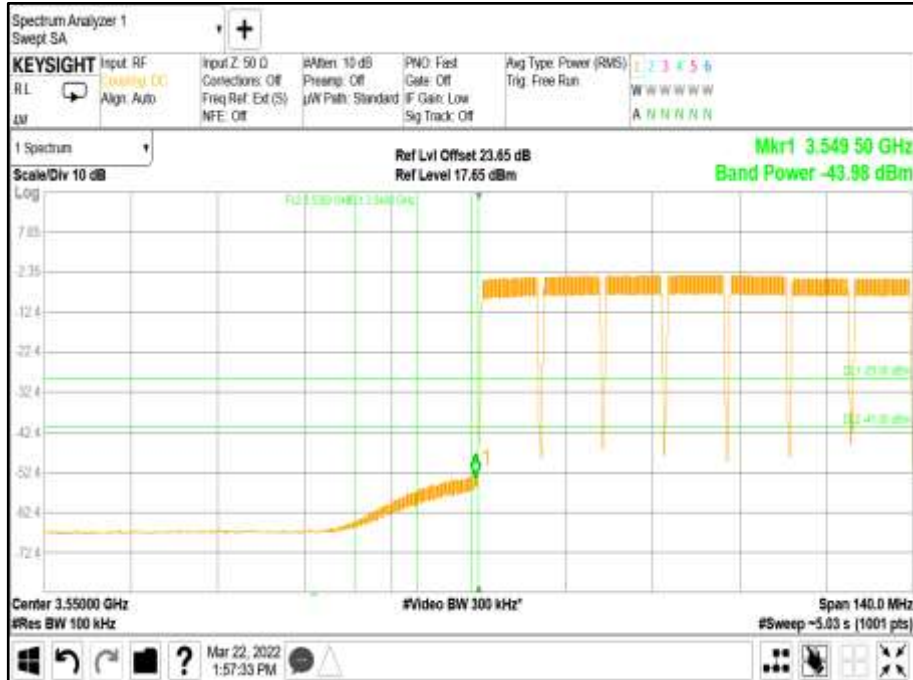 Spectrum Analyzer 1
Swept SA
+
KEYSIGHT
RL
Input: RF
Coupling: DC
Align: Auto
Input Z: 50 Ω
Corrections: Off
Freq Ref: Ext (S)
NFE: Off
#Atten: 10 dB
Preamp: Off
µW Path: Standard
PNO: Fast
Gate: Off
IF Gain: Low
Sig Track: Off
Avg Type: Power (RMS)
Trig: Free Run
1 2 3 4 5 6
W W W W W W
A N N N N N
1 Spectrum
Scale/Div 10 dB
Ref Lvl Offset 23.65 dB
Ref Level 17.65 dBm
Mkr1 3.549 50 GHz
Band Power -43.98 dBm
Log
7.65
-2.35
-12.4
-22.4
-32.4
-42.4
-52.4
-62.4
-72.4
1
Center 3.55000 GHz
#Res BW 100 kHz
#Video BW 300 kHz*
Span 140.0 MHz
#Sweep ~5.03 s (1001 pts)
?
Mar 22, 2022
1:57:33 PM